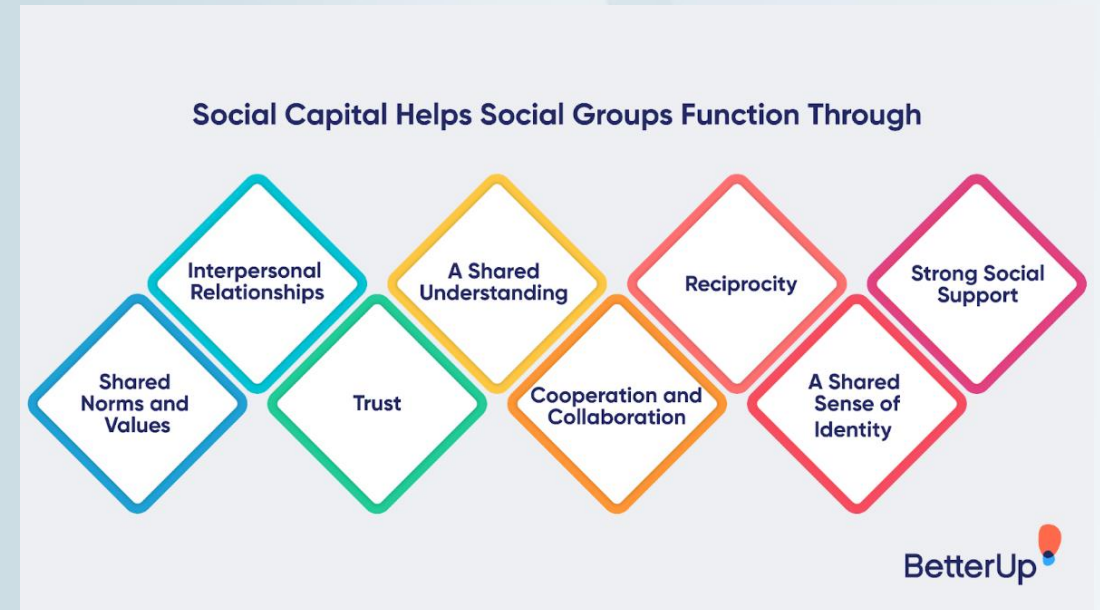 Social Capital Helps Social Groups Function Through
Interpersonal
Relationships
A Shared
Understanding
Reciprocity
Strong Social
Support
Shared
Norms and
Values
Trust
Cooperation and
Collaboration
A Shared
Sense of
Identity
BetterUp